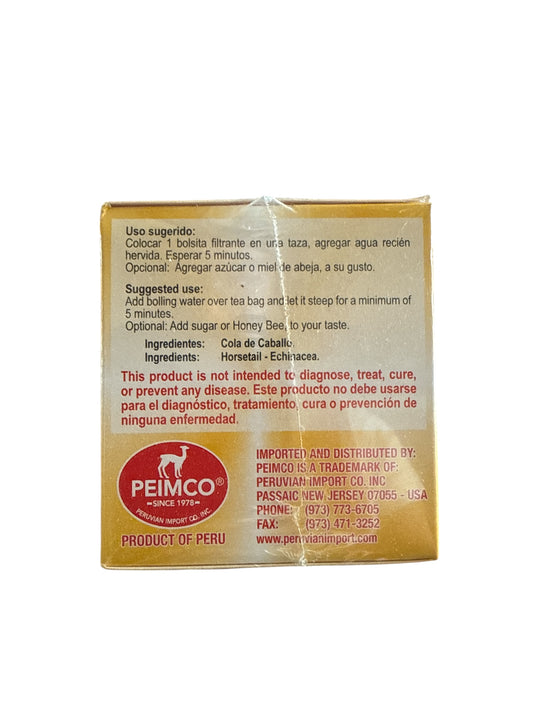 Uso sugerido:
Colocar 1 bolsita filtrante en una taza, agregar agua recién
hervida. Esperar 5 minutos.
Opcional: Agregar azúcar o miel de abeja, a su gusto.
Suggested use:
Add bolling water over tea bag and let it steep for a minimum of
5 minutes.
Optional: Add sugar or Honey Bee, to your taste.
Ingredientes: Cola de Caballo.
Ingredients: Horsetail - Echinacea.
This product is not intended to diagnose, treat, cure,
or prevent any disease. Este producto no debe usarse
para el diagnóstico, tratamiento, cura o prevención de
ninguna enfermedad.
PEIMCO®
-SINCE 1978-
PERUVIAN IMPORT CO. INC.
PRODUCT OF PERU
IMPORTED AND DISTRIBUTED BY:
PEIMCO IS A TRADEMARK OF:
PERUVIAN IMPORT CO. INC
PASSAIC NEW JERSEY 07055 - USA
PHONE: (973) 773-6705
FAX: (973) 471-3252
www.peruvianimport.com